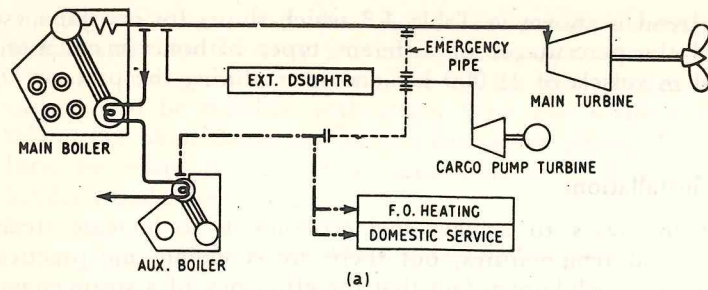 EMERGENCY
PIPE
EXT. DSUPHTR
MAIN TURBINE
MAIN BOILER
CARGO PUMP TURBINE
F.O. HEATING
DOMESTIC SERVICE
AUX. BOILER
(a)